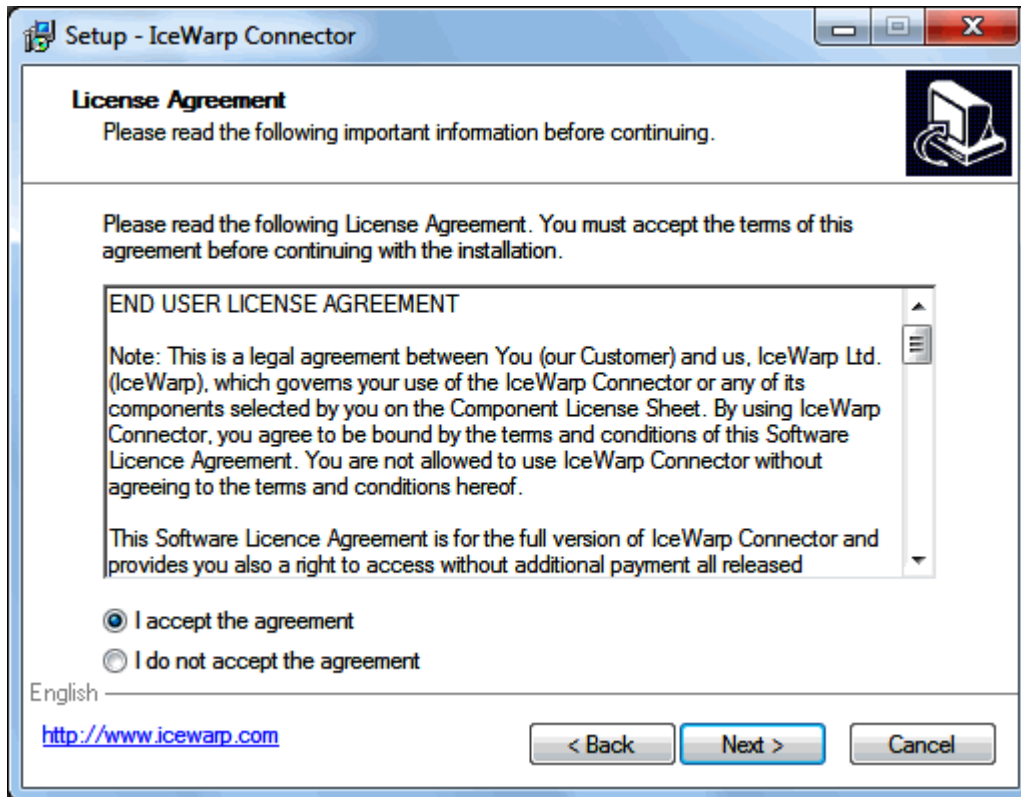 Setup - IceWarp Connector
License Agreement
Please read the following important information before continuing.
Please read the following License Agreement. You must accept the terms of this
agreement before continuing with the installation.
END USER LICENSE AGREEMENT
Note: This is a legal agreement between You (our Customer) and us, IceWarp Ltd.
(IceWarp), which governs your use of the IceWarp Connector or any of its
components selected by you on the Component License Sheet. By using IceWarp
Connector, you agree to be bound by the terms and conditions of this Software
Licence Agreement. You are not allowed to use IceWarp Connector without
agreeing to the terms and conditions hereof.
This Software Licence Agreement is for the full version of IceWarp Connector and
provides you also a right to access without additional payment all released
I accept the agreement
I do not accept the agreement
English
http://www.icewarp.com
< Back
Next >
Cancel